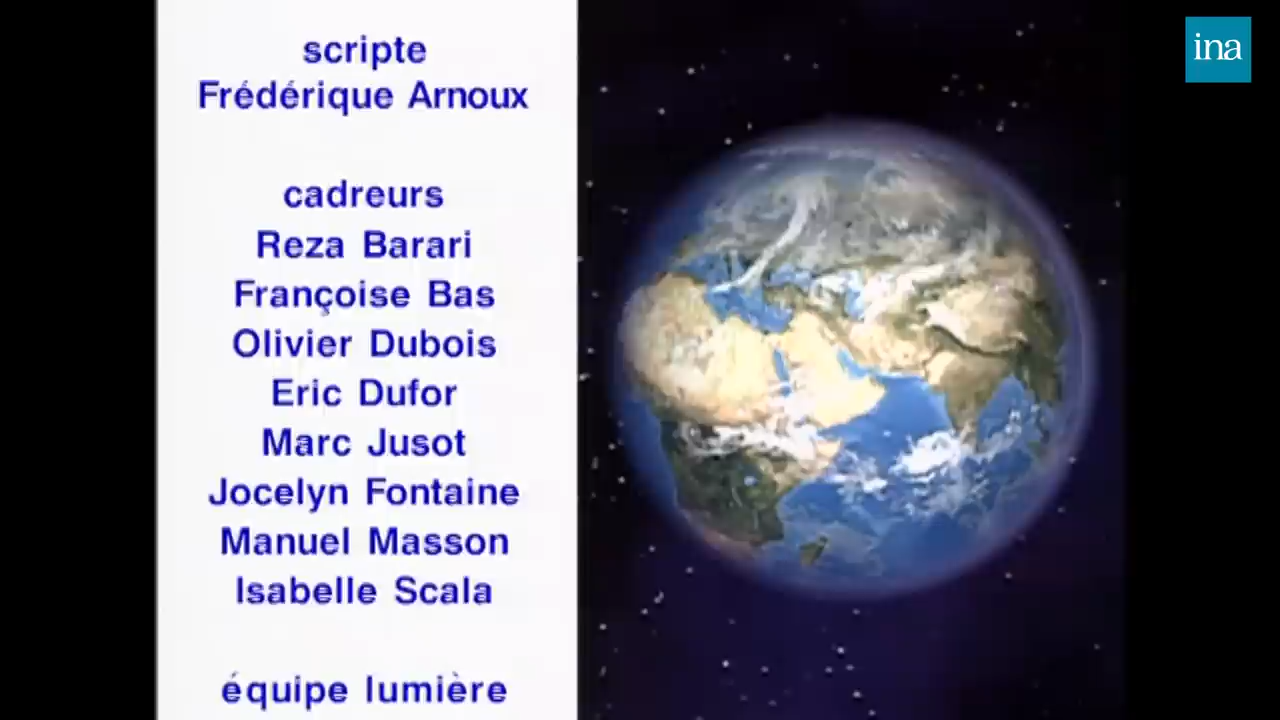 scripte
Frédérique Arnoux
cadreurs
Reza Barari
Françoise Bas
Olivier Dubois
Eric Dufor
Marc Jusot
Jocelyn Fontaine
Manuel Masson
Isabelle Scala
équipe lumière
ina